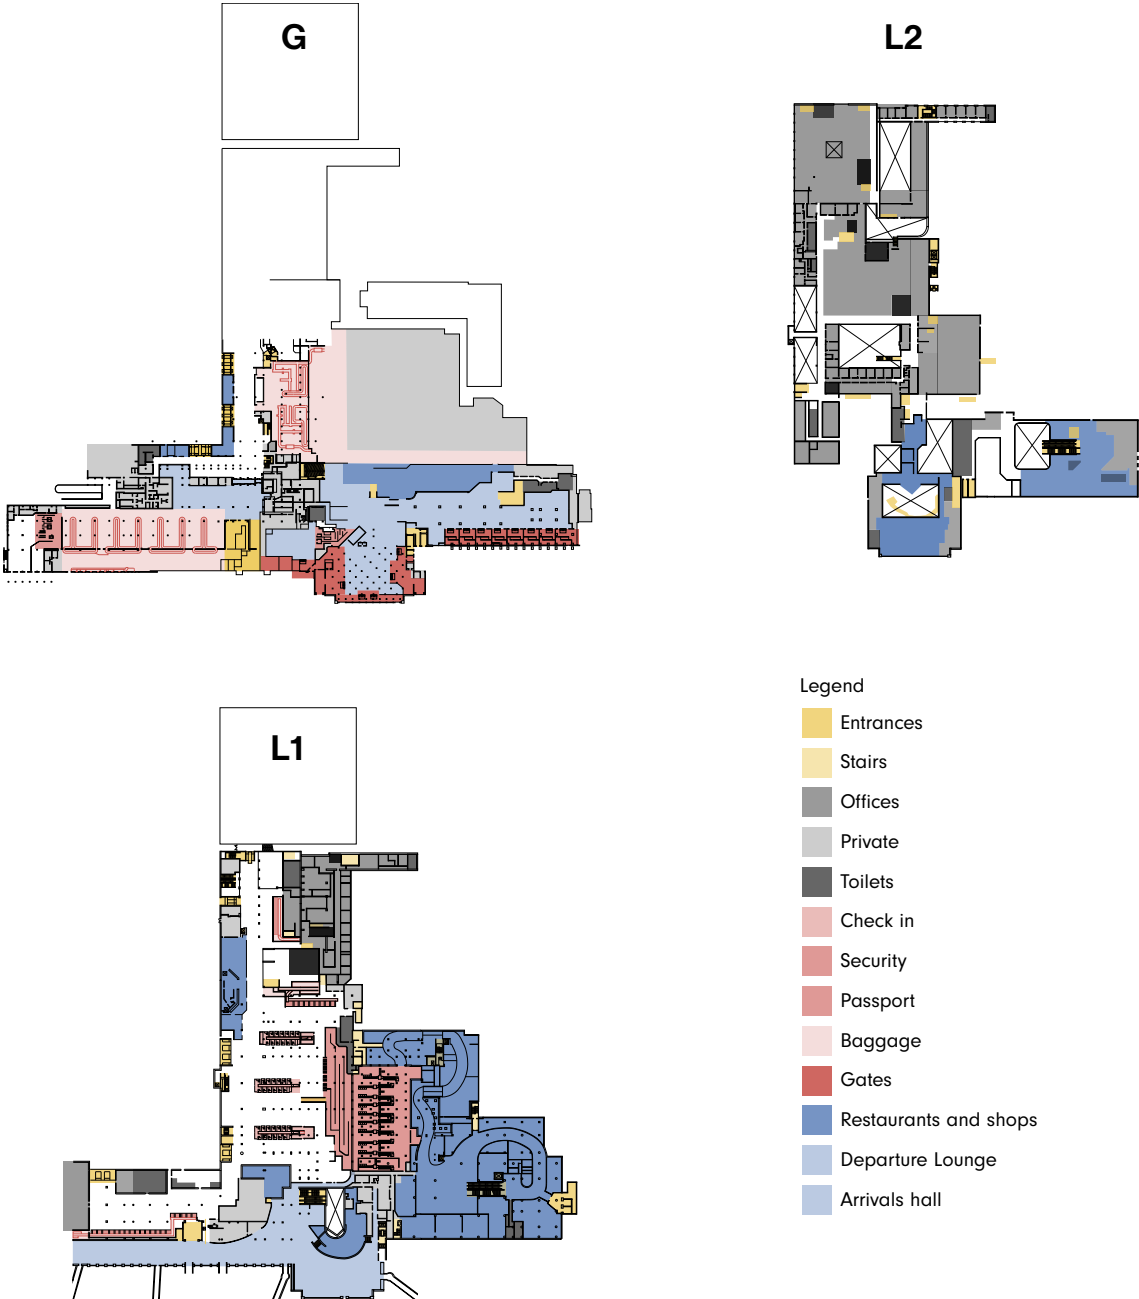 G
L2
L1
Legend
Entrances
Stairs
Offices
Private
Toilets
Check in
Security
Passport
Baggage
Gates
Restaurants and shops
Departure Lounge
Arrivals hall